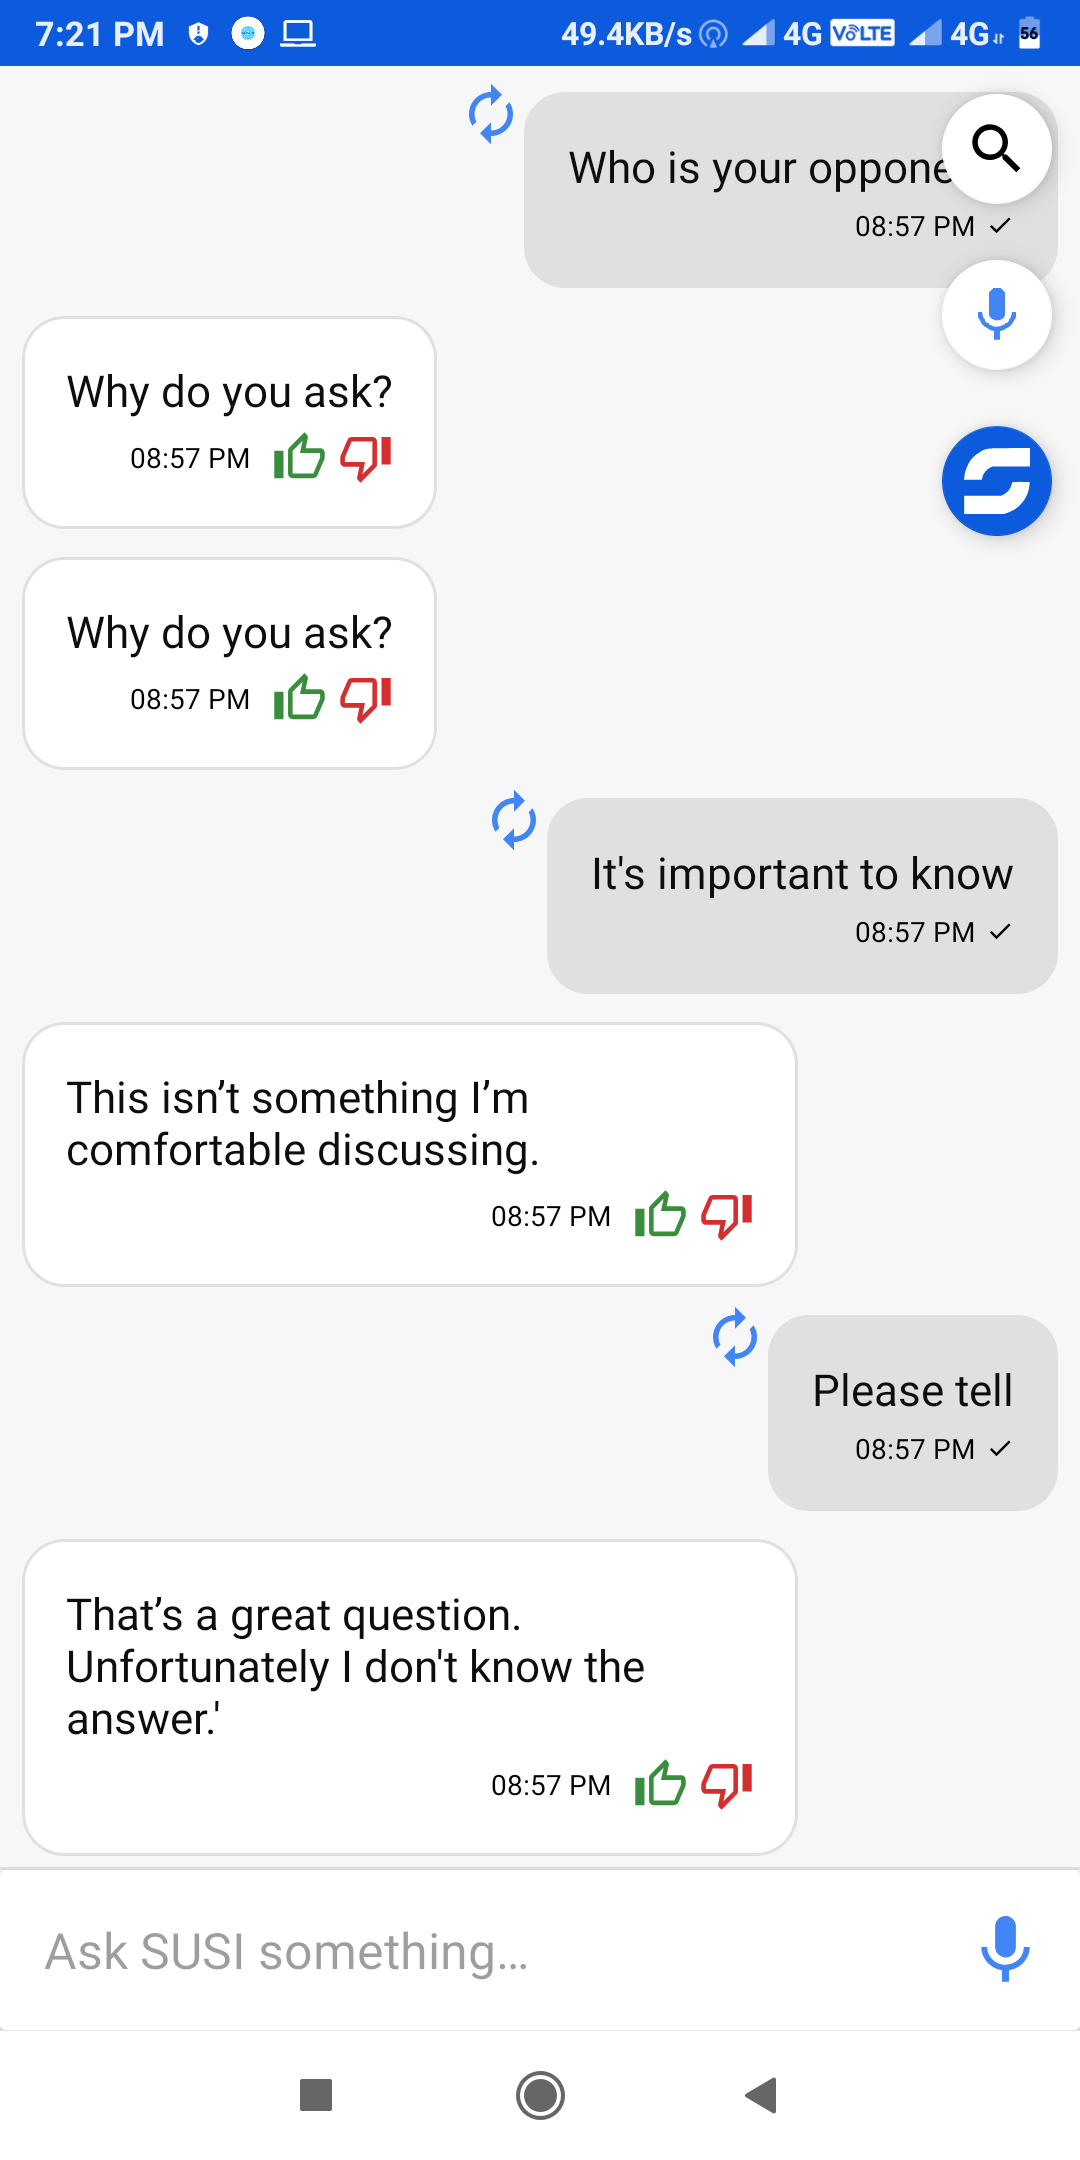 7:21 PM 49.4KB/s 4G VoLTE 4G 56
Who is your
08:57 PM
Why do you ask?
08:57 PM
Why do you ask?
08:57 PM
It's important to know
08:57 PM
This isn’t something I’m
comfortable discussing.
08:57 PM
Please tell
08:57 PM
That’s a great question.
Unfortunately I don't know the
answer.'
08:57 PM
Ask SUSI something...